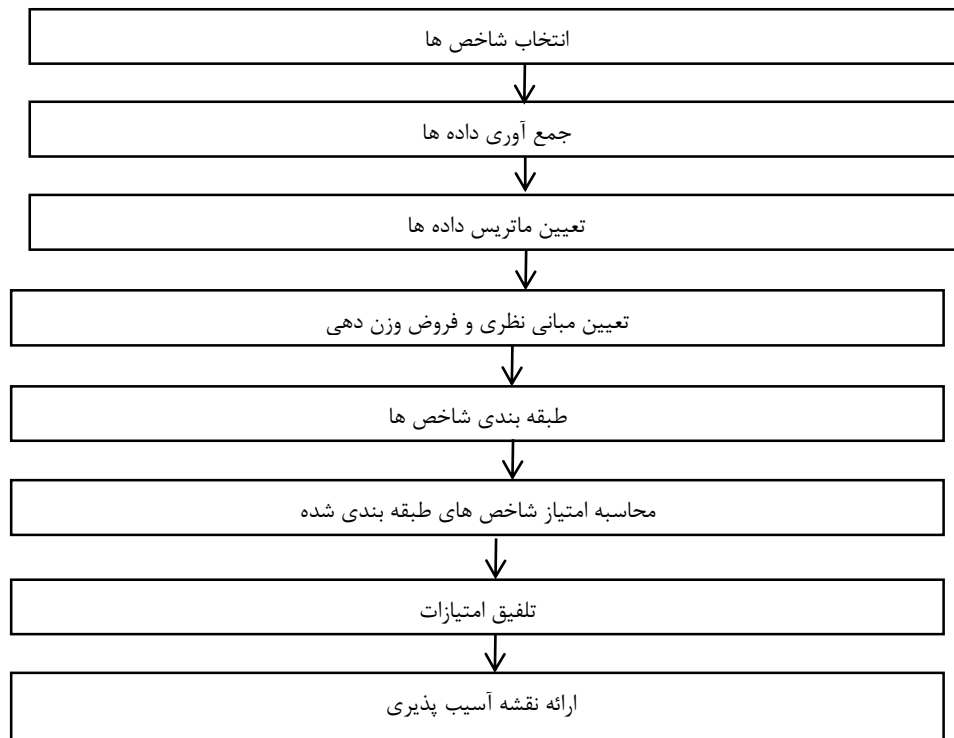 انتخاب شاخص ها
جمع آوری داده ها
تعیین ماتریس داده ها
تعیین مبانی نظری و فروض وزن دهی
طبقه بندی شاخص ها
محاسبه امتیاز شاخص های طبقه بندی شده
تلفیق امتیازات
ارائه نقشه آسیب پذیری